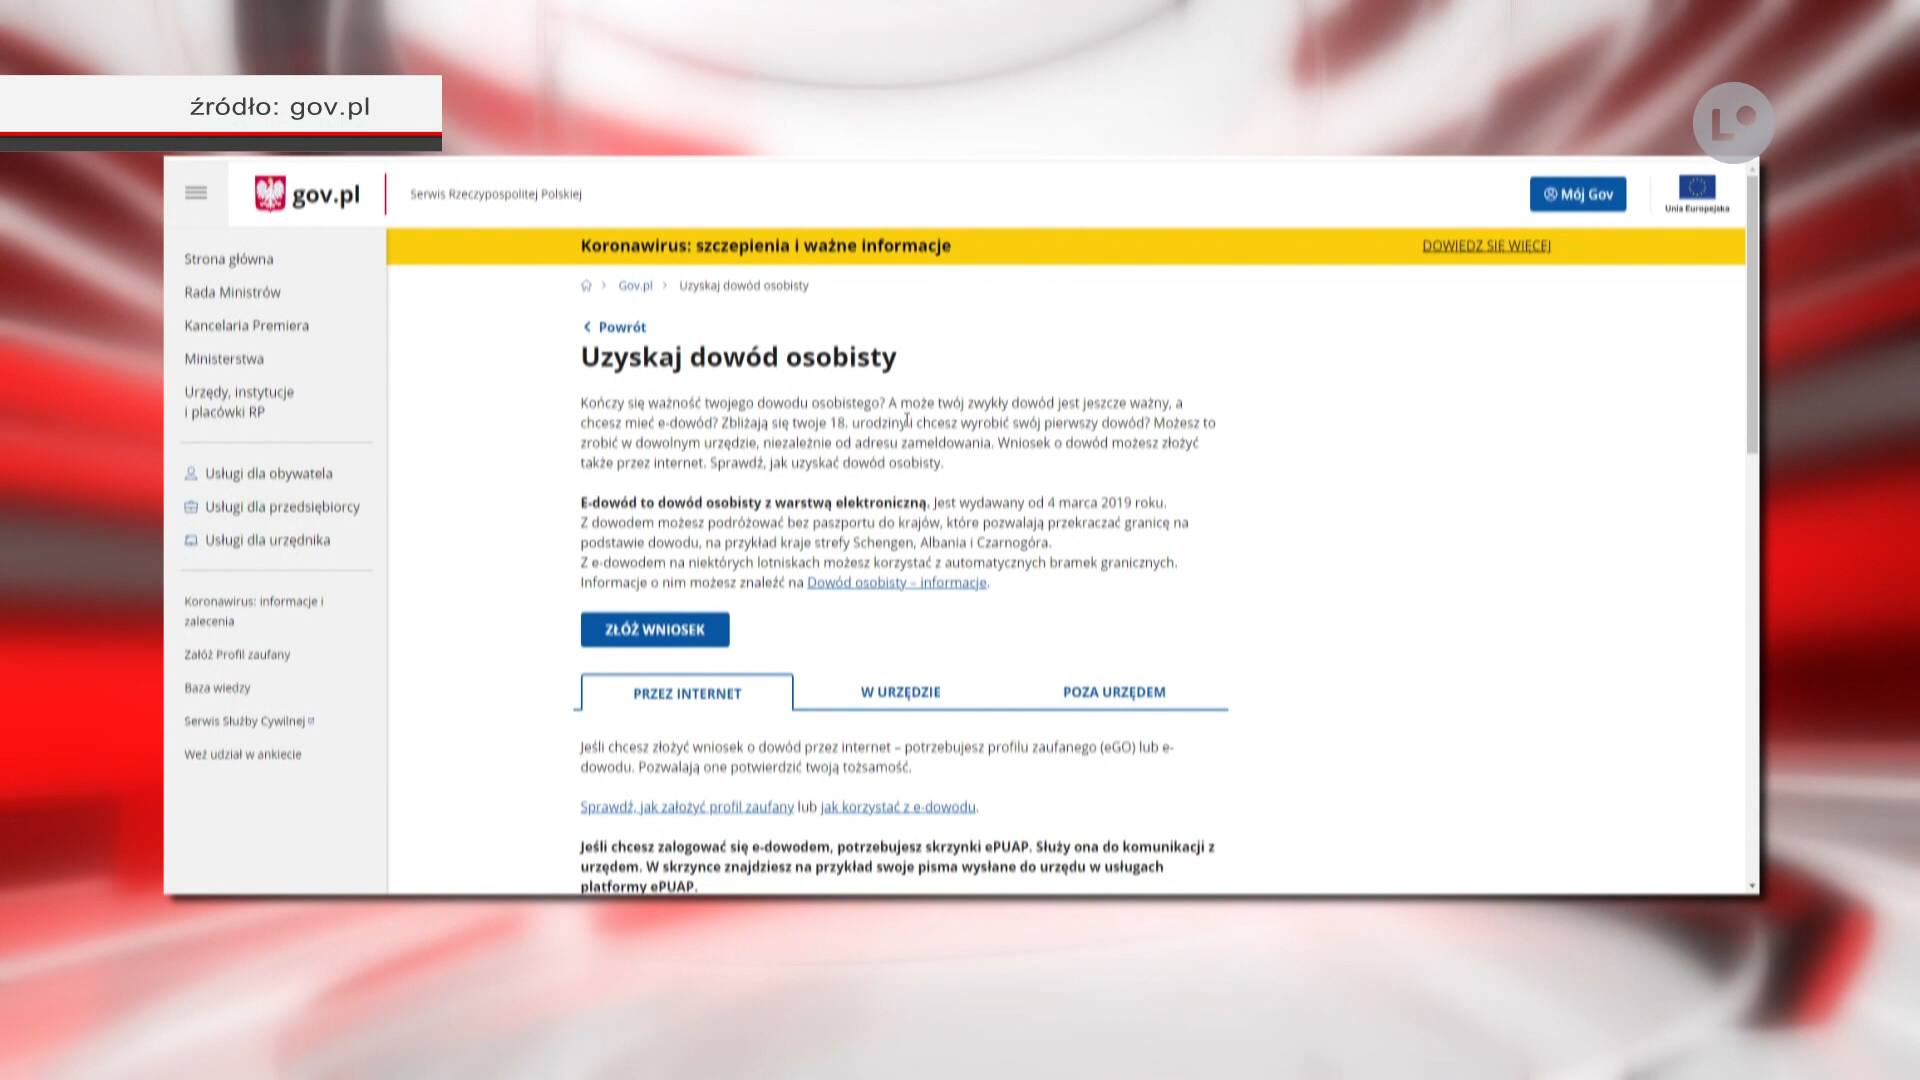 źródło: gov.pl
LO
gov.pl
Serwis Rzeczypospolitej Polskiej
Mój Gov
Unia Europejska
Koronawirus: szczepienia i ważne informacje
DOWIEDZ SIĘ WIĘCEJ
Strona główna
Rada Ministrów
Kancelaria Premiera
Ministerstwa
Urzędy, instytucje
i placówki RP
Usługi dla obywatela
Usługi dla przedsiębiorcy
Usługi dla urzędnika
Koronawirus: informacje i
zalecenia
Załóż Profil zaufany
Baza wiedzy
Serwis Służby Cywilnej
Weź udział w ankiecie
Gov.pl > Uzyskaj dowód osobisty
Powrót
Uzyskaj dowód osobisty
Kończy się ważność twojego dowodu osobistego? A może twój zwykły dowód jest jeszcze ważny, a
chcesz mieć e-dowód? Zbliżają się twoje 18. urodziny i chcesz wyrobić swój pierwszy dowód? Możesz to
zrobić w dowolnym urzędzie, niezależnie od adresu zameldowania. Wniosek o dowód możesz złożyć
także przez internet. Sprawdź, jak uzyskać dowód osobisty.
E-dowód to dowód osobisty z warstwą elektroniczną. Jest wydawany od 4 marca 2019 roku.
Z dowodem możesz podróżować bez paszportu do krajów, które pozwalają przekraczać granicę na
podstawie dowodu, na przykład kraje strefy Schengen, Albania i Czarnogóra.
Z e-dowodem na niektórych lotniskach możesz korzystać z automatycznych bramek granicznych.
Informacje o nim możesz znaleźć na Dowód osobisty – informacje.
ZŁÓŻ WNIOSEK
PRZEZ INTERNET
W URZĘDZIE
POZA URZĘDEM
Jeśli chcesz złożyć wniosek o dowód przez internet – potrzebujesz profilu zaufanego (eGO) lub e-
dowodu. Pozwalają one potwierdzić twoją tożsamość.
Sprawdź, jak założyć profil zaufany lub jak korzystać z e-dowodu.
Jeśli chcesz zalogować się e-dowodem, potrzebujesz skrzynki ePUAP. Służy ona do komunikacji z
urzędem. W skrzynce znajdziesz na przykład swoje pisma wysłane do urzędu w usługach
platformy ePUAP.